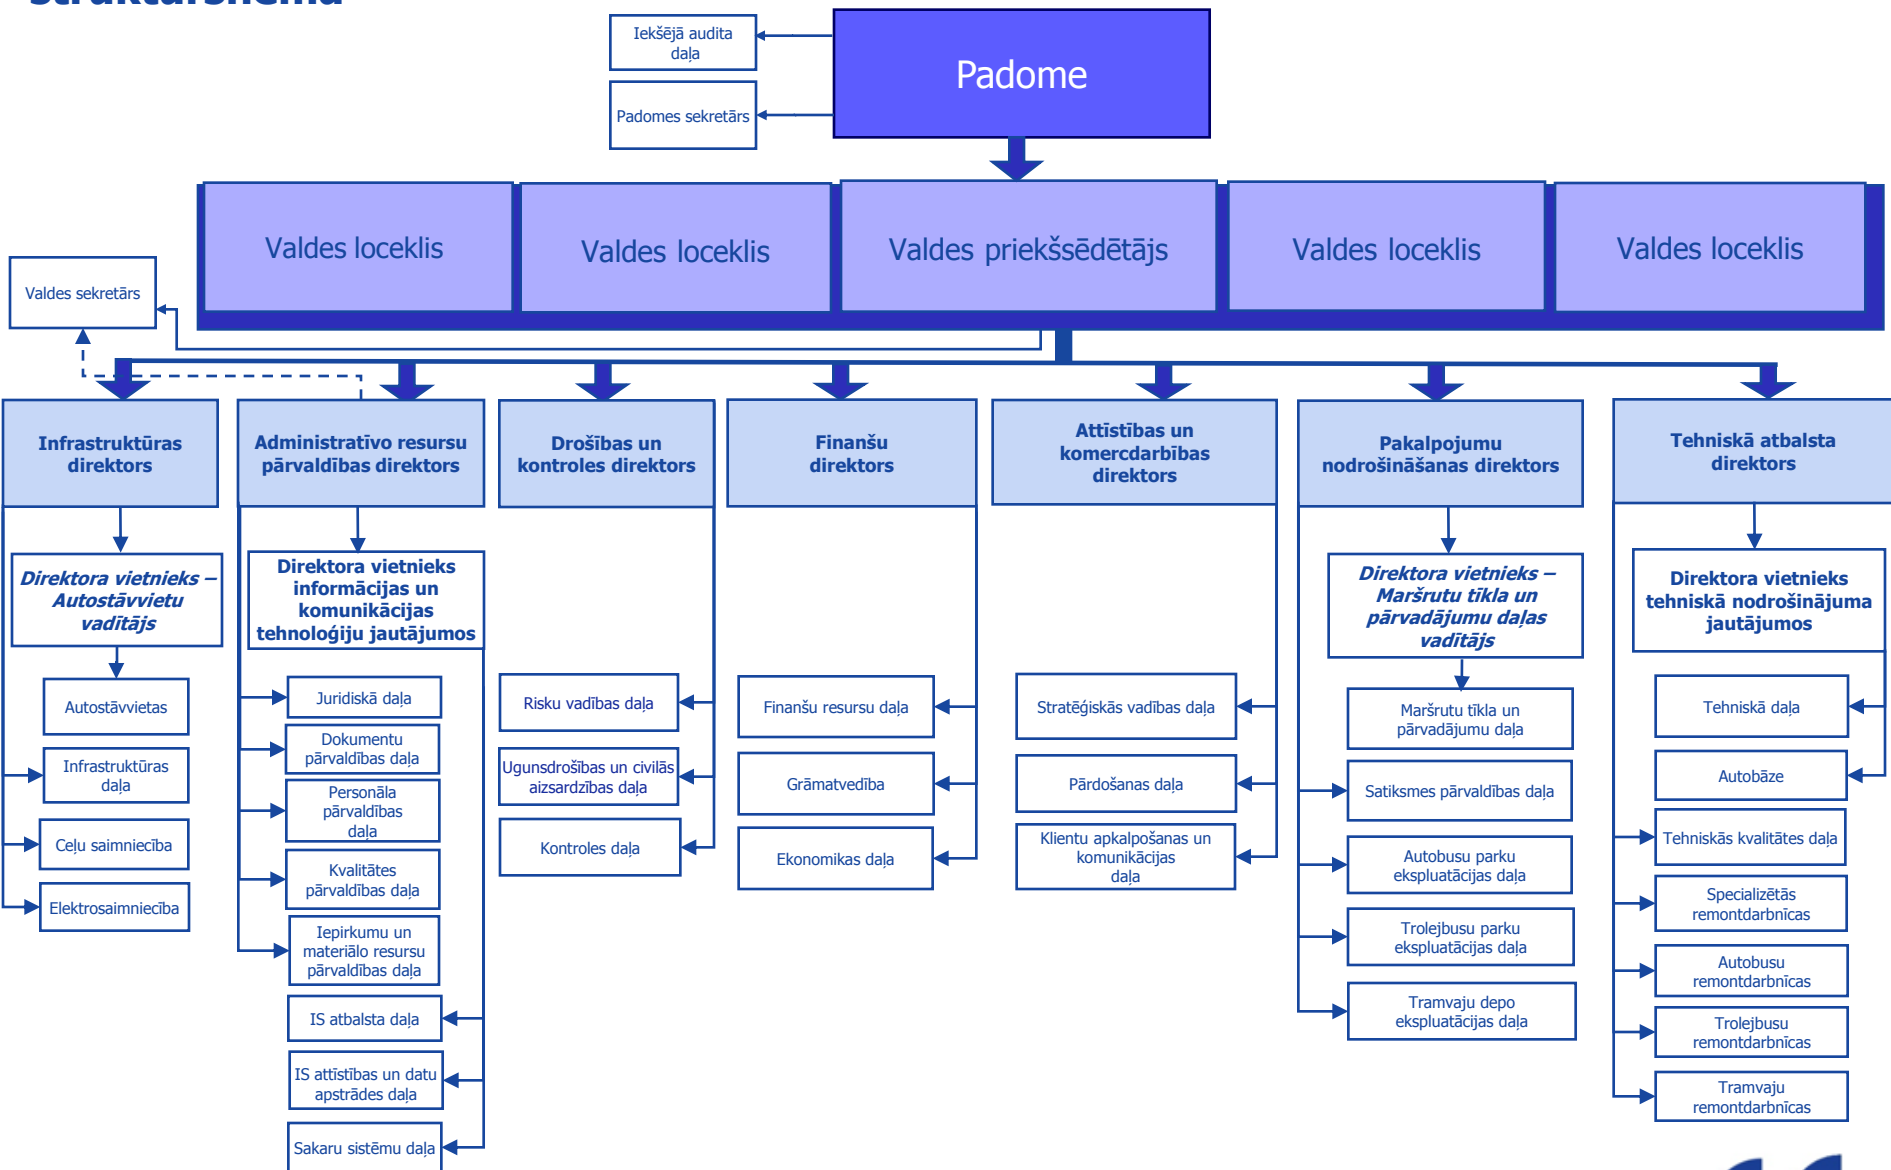 Iekšējā audita
daļa
Padome
Padomes sekretārs
Valdes loceklis
Valdes loceklis
Valdes priekšsēdētājs
Valdes loceklis
Valdes loceklis
Valdes sekretārs
Infrastruktūras
direktors
Administratīvo resursu
pārvaldības direktors
Drošības un
kontroles direktors
Finanšu
direktors
Attīstības un
komercdarbības
direktors
Pakalpojumu
nodrošināšanas direktors
Tehniskā atbalsta
direktors
Direktora vietnieks –
Autostāvvietu
vadītājs
Autostāvvietas
Infrastruktūras
daļa
Ceļu saimniecība
Elektrosaimniecība
Direktora vietnieks
informācijas un
komunikācijas
tehnoloģiju jautājumos
Juridiskā daļa
Dokumentu
pārvaldības daļa
Personāla
pārvaldības
daļa
Kvalitātes
pārvaldības daļa
Iepirkumu un
materiālo resursu
pārvaldības daļa
IS atbalsta daļa
IS attīstības un datu
apstrādes daļa
Sakaru sistēmu daļa
Risku vadības daļa
Ugunsdrošības un civilās
aizsardzības daļa
Kontroles daļa
Finanšu resursu daļa
Grāmatvedība
Ekonomikas daļa
Stratēģiskās vadības daļa
Pārdošanas daļa
Klientu apkalpošanas un
komunikācijas
daļa
Direktora vietnieks –
Maršrutu tīkla un
pārvadājumu daļas
vadītājs
Maršrutu tīkla un
pārvadājumu daļa
Satiksmes pārvaldības daļa
Autobusu parku
ekspluatācijas daļa
Trolejbusu parku
ekspluatācijas daļa
Tramvaju depo
ekspluatācijas daļa
Direktora vietnieks
tehniskā nodrošinājuma
jautājumos
Tehniskā daļa
Autobāze
Tehniskās kvalitātes daļa
Specializētās
remontdarbnīcas
Autobusu
remontdarbnīcas
Trolejbusu
remontdarbnīcas
Tramvaju
remontdarbnīcas